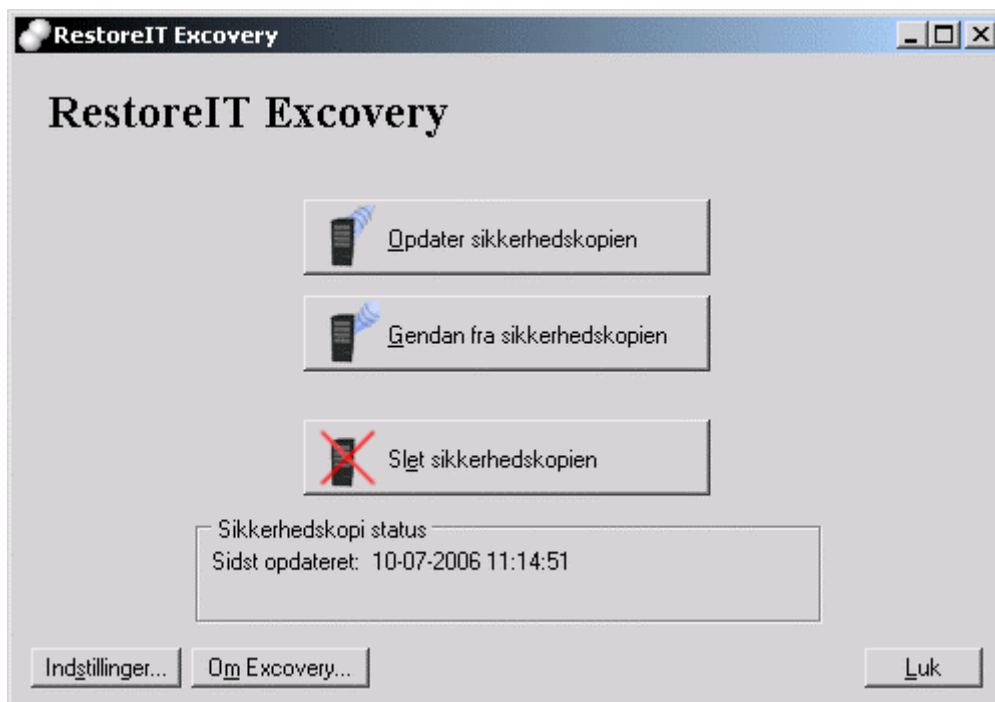 RestoreIT Excovery
RestoreIT Excovery
Opdater sikkerhedskopien
Gendan fra sikkerhedskopien
Slet sikkerhedskopien
Sikkerhedskopi status
Sidst opdateret: 10-07-2006 11:14:51
Indstillinger... Om Excovery... Luk